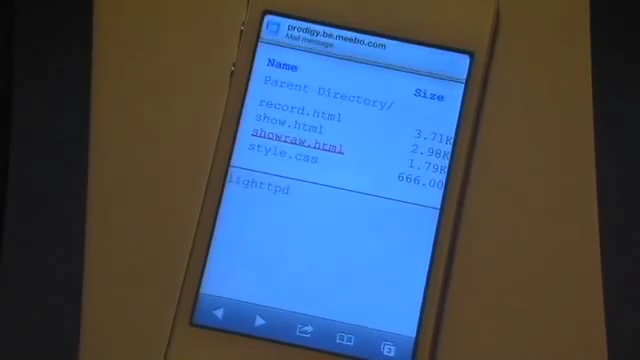 prodigy.be.meebo.com
Mail message
Name Size
Parent Directory/
record.html 3.71K
show.html 2.98K
showraw.html 1.79K
style.css 666.00
lighttpd